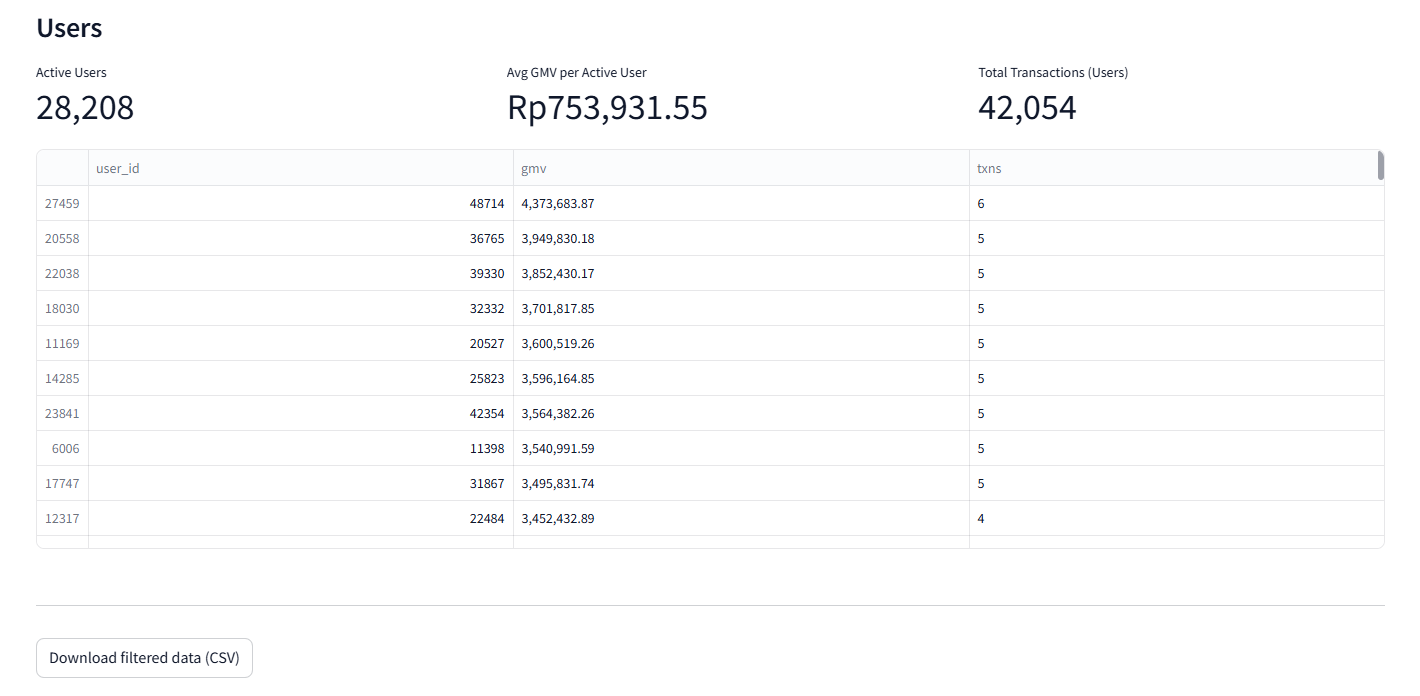 Users
Active Users Avg GMV per Active User Total Transactions (Users)
28,208 Rp753,931.55 42,054
user_id gmv txns
27459 48714 4,373,683.87 6
20558 36765 3,949,830.18 5
22038 39330 3,852,430.17 5
18030 32332 3,701,817.85 5
11169 20527 3,600,519.26 5
14285 25823 3,596,164.85 5
23841 42354 3,564,382.26 5
6006 11398 3,540,991.59 5
17747 31867 3,495,831.74 5
12317 22484 3,452,432.89 4
Download filtered data (CSV)